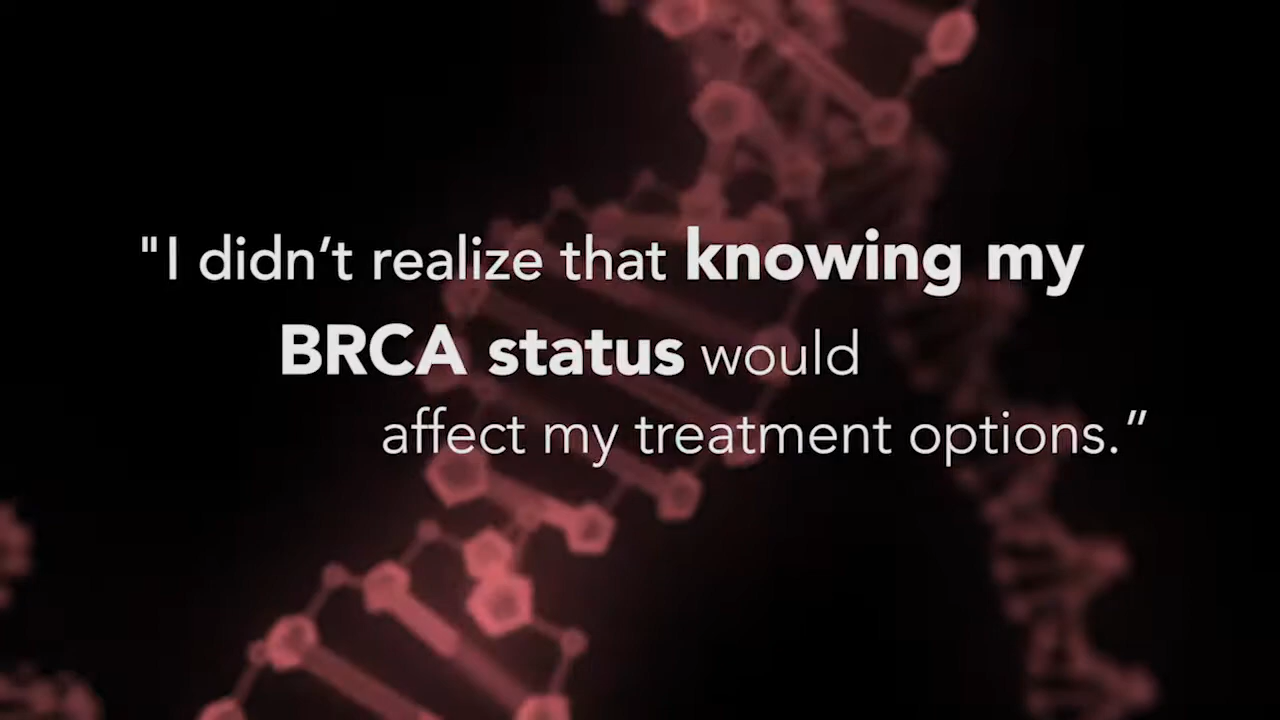 "I didn’t realize that knowing my
BRCA status would
affect my treatment options.”